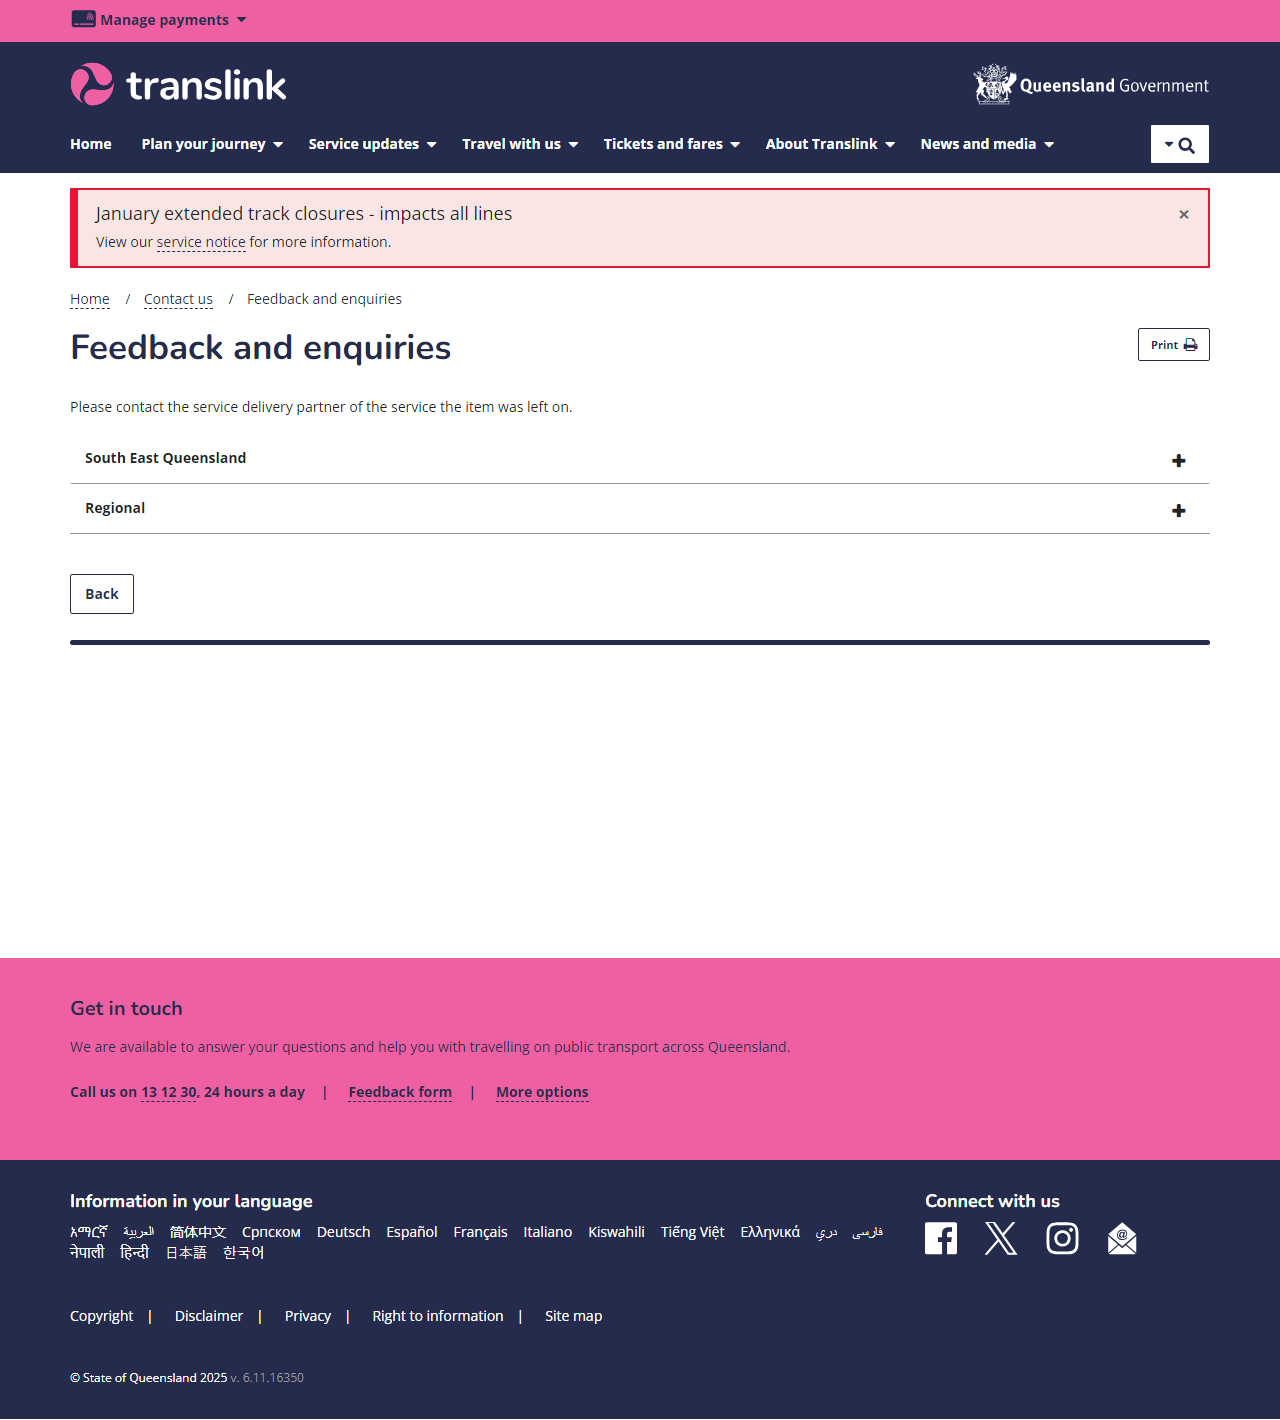 Manage payments
translink
Queensland Government
Home Plan your journey Service updates Travel with us Tickets and fares About Translink News and media
January extended track closures - impacts all lines ×
View our service notice for more information.
Home / Contact us / Feedback and enquiries
Feedback and enquiries
Print
Please contact the service delivery partner of the service the item was left on.
South East Queensland
Regional
Back
Get in touch
We are available to answer your questions and help you with travelling on public transport across Queensland.
Call us on 13 12 30, 24 hours a day | Feedback form | More options
Information in your language
Connect with us
አማርኛ العربية 简体中文 Српском Deutsch Español Français Italiano Kiswahili Tiếng Việt Ελληνικά دري فارسی
नेपाली हिन्दी 日本語 한국어
Copyright | Disclaimer | Privacy | Right to information | Site map
© State of Queensland 2025 v. 6.11.16350